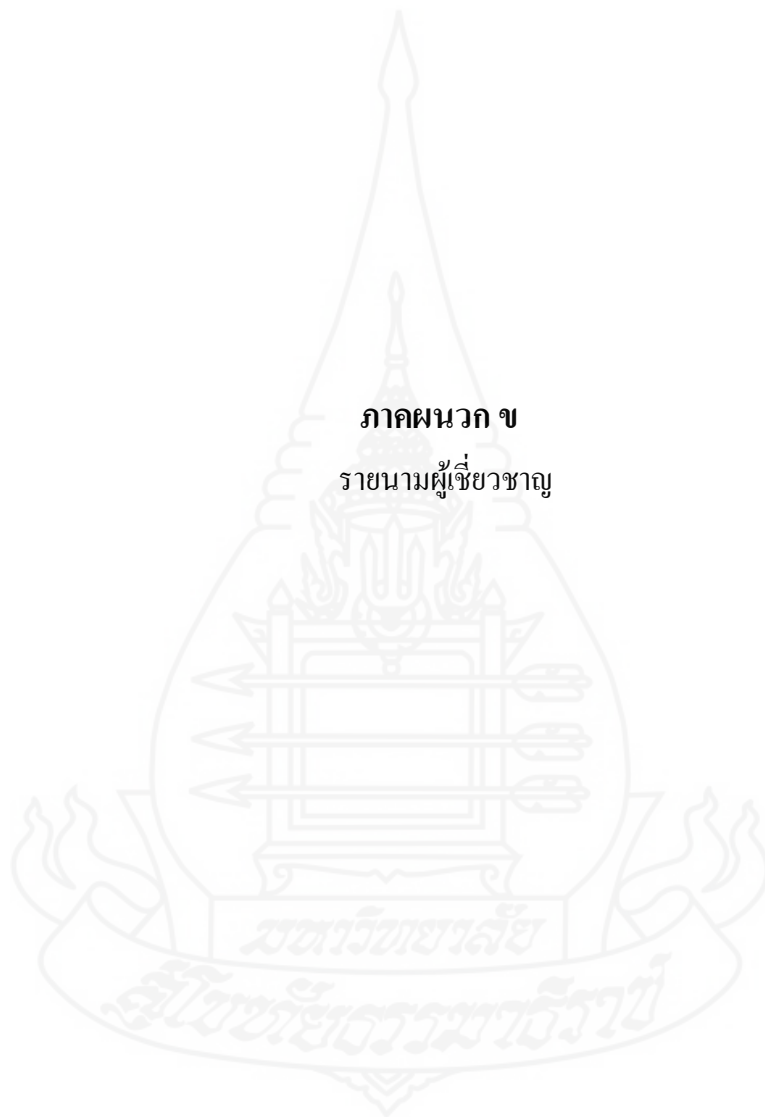 ภาคผนวก ข
รายนามผู้เชี่ยวชาญ
มหาวิทยาลัย
สุโขทัยธรรมาธิราช